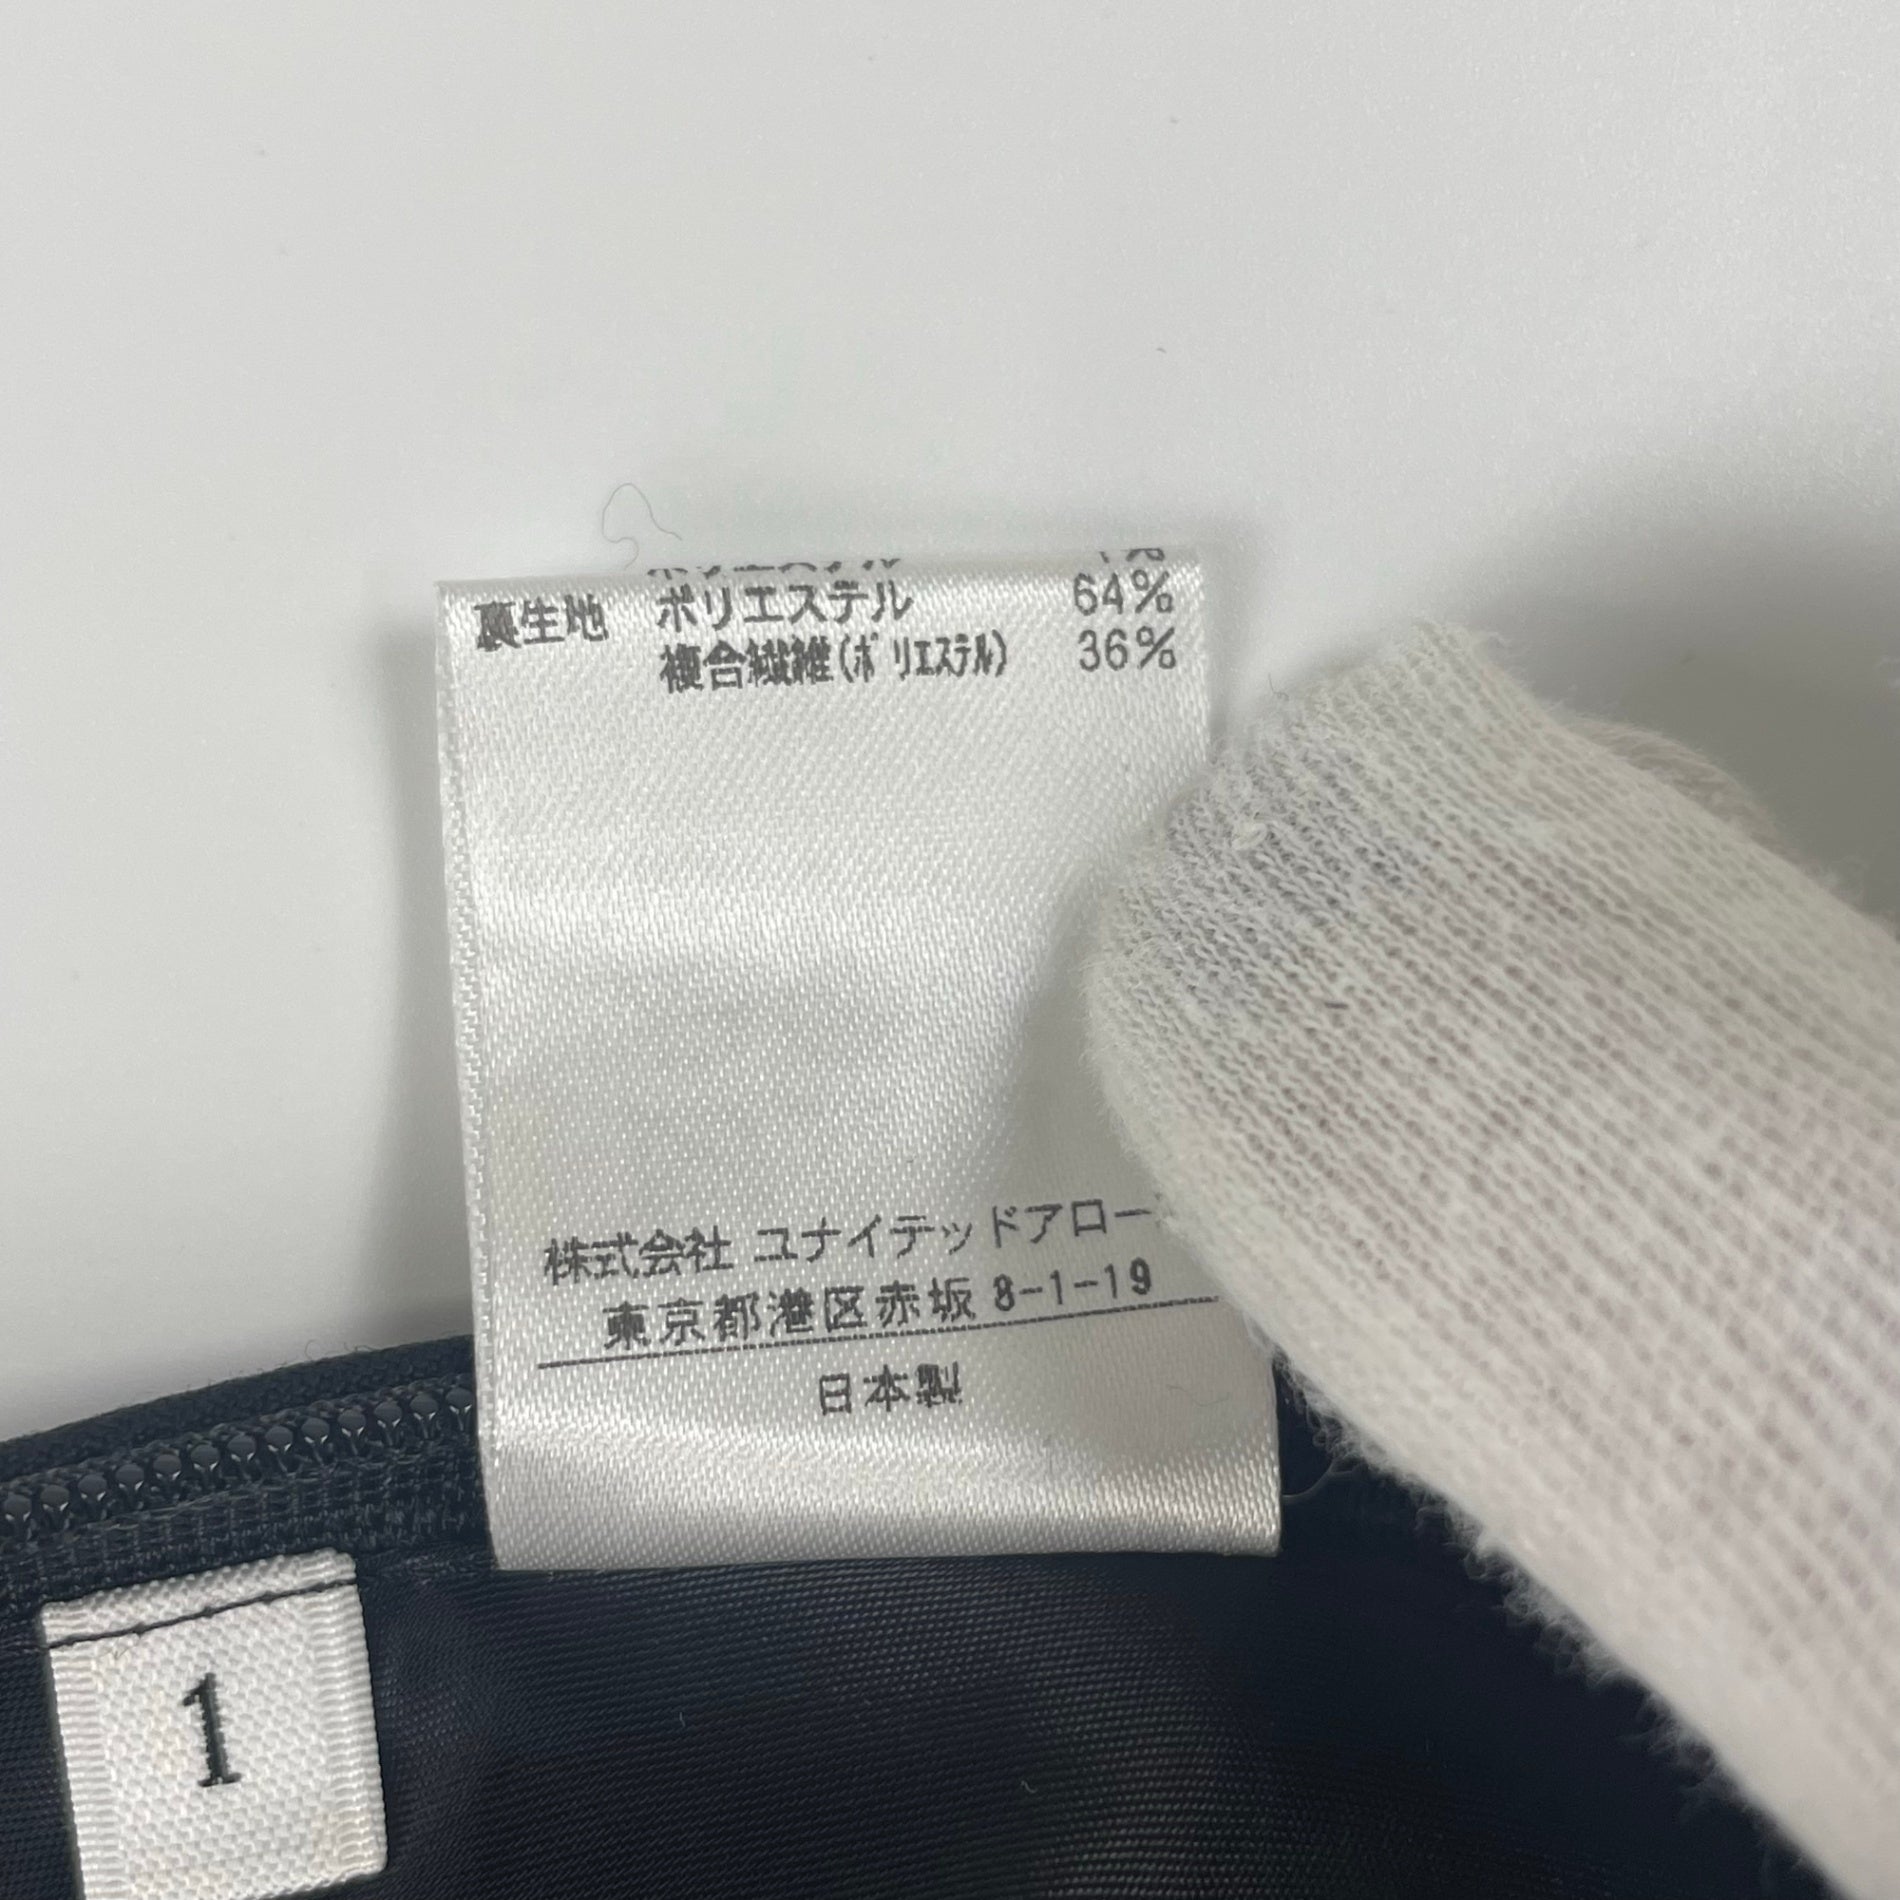 裏生地 ポリエステル 64%
複合繊維(ポリエステル) 36%
株式会社 ユナイテッドアロー
東京都港区赤坂 8-1-19
日本製
1